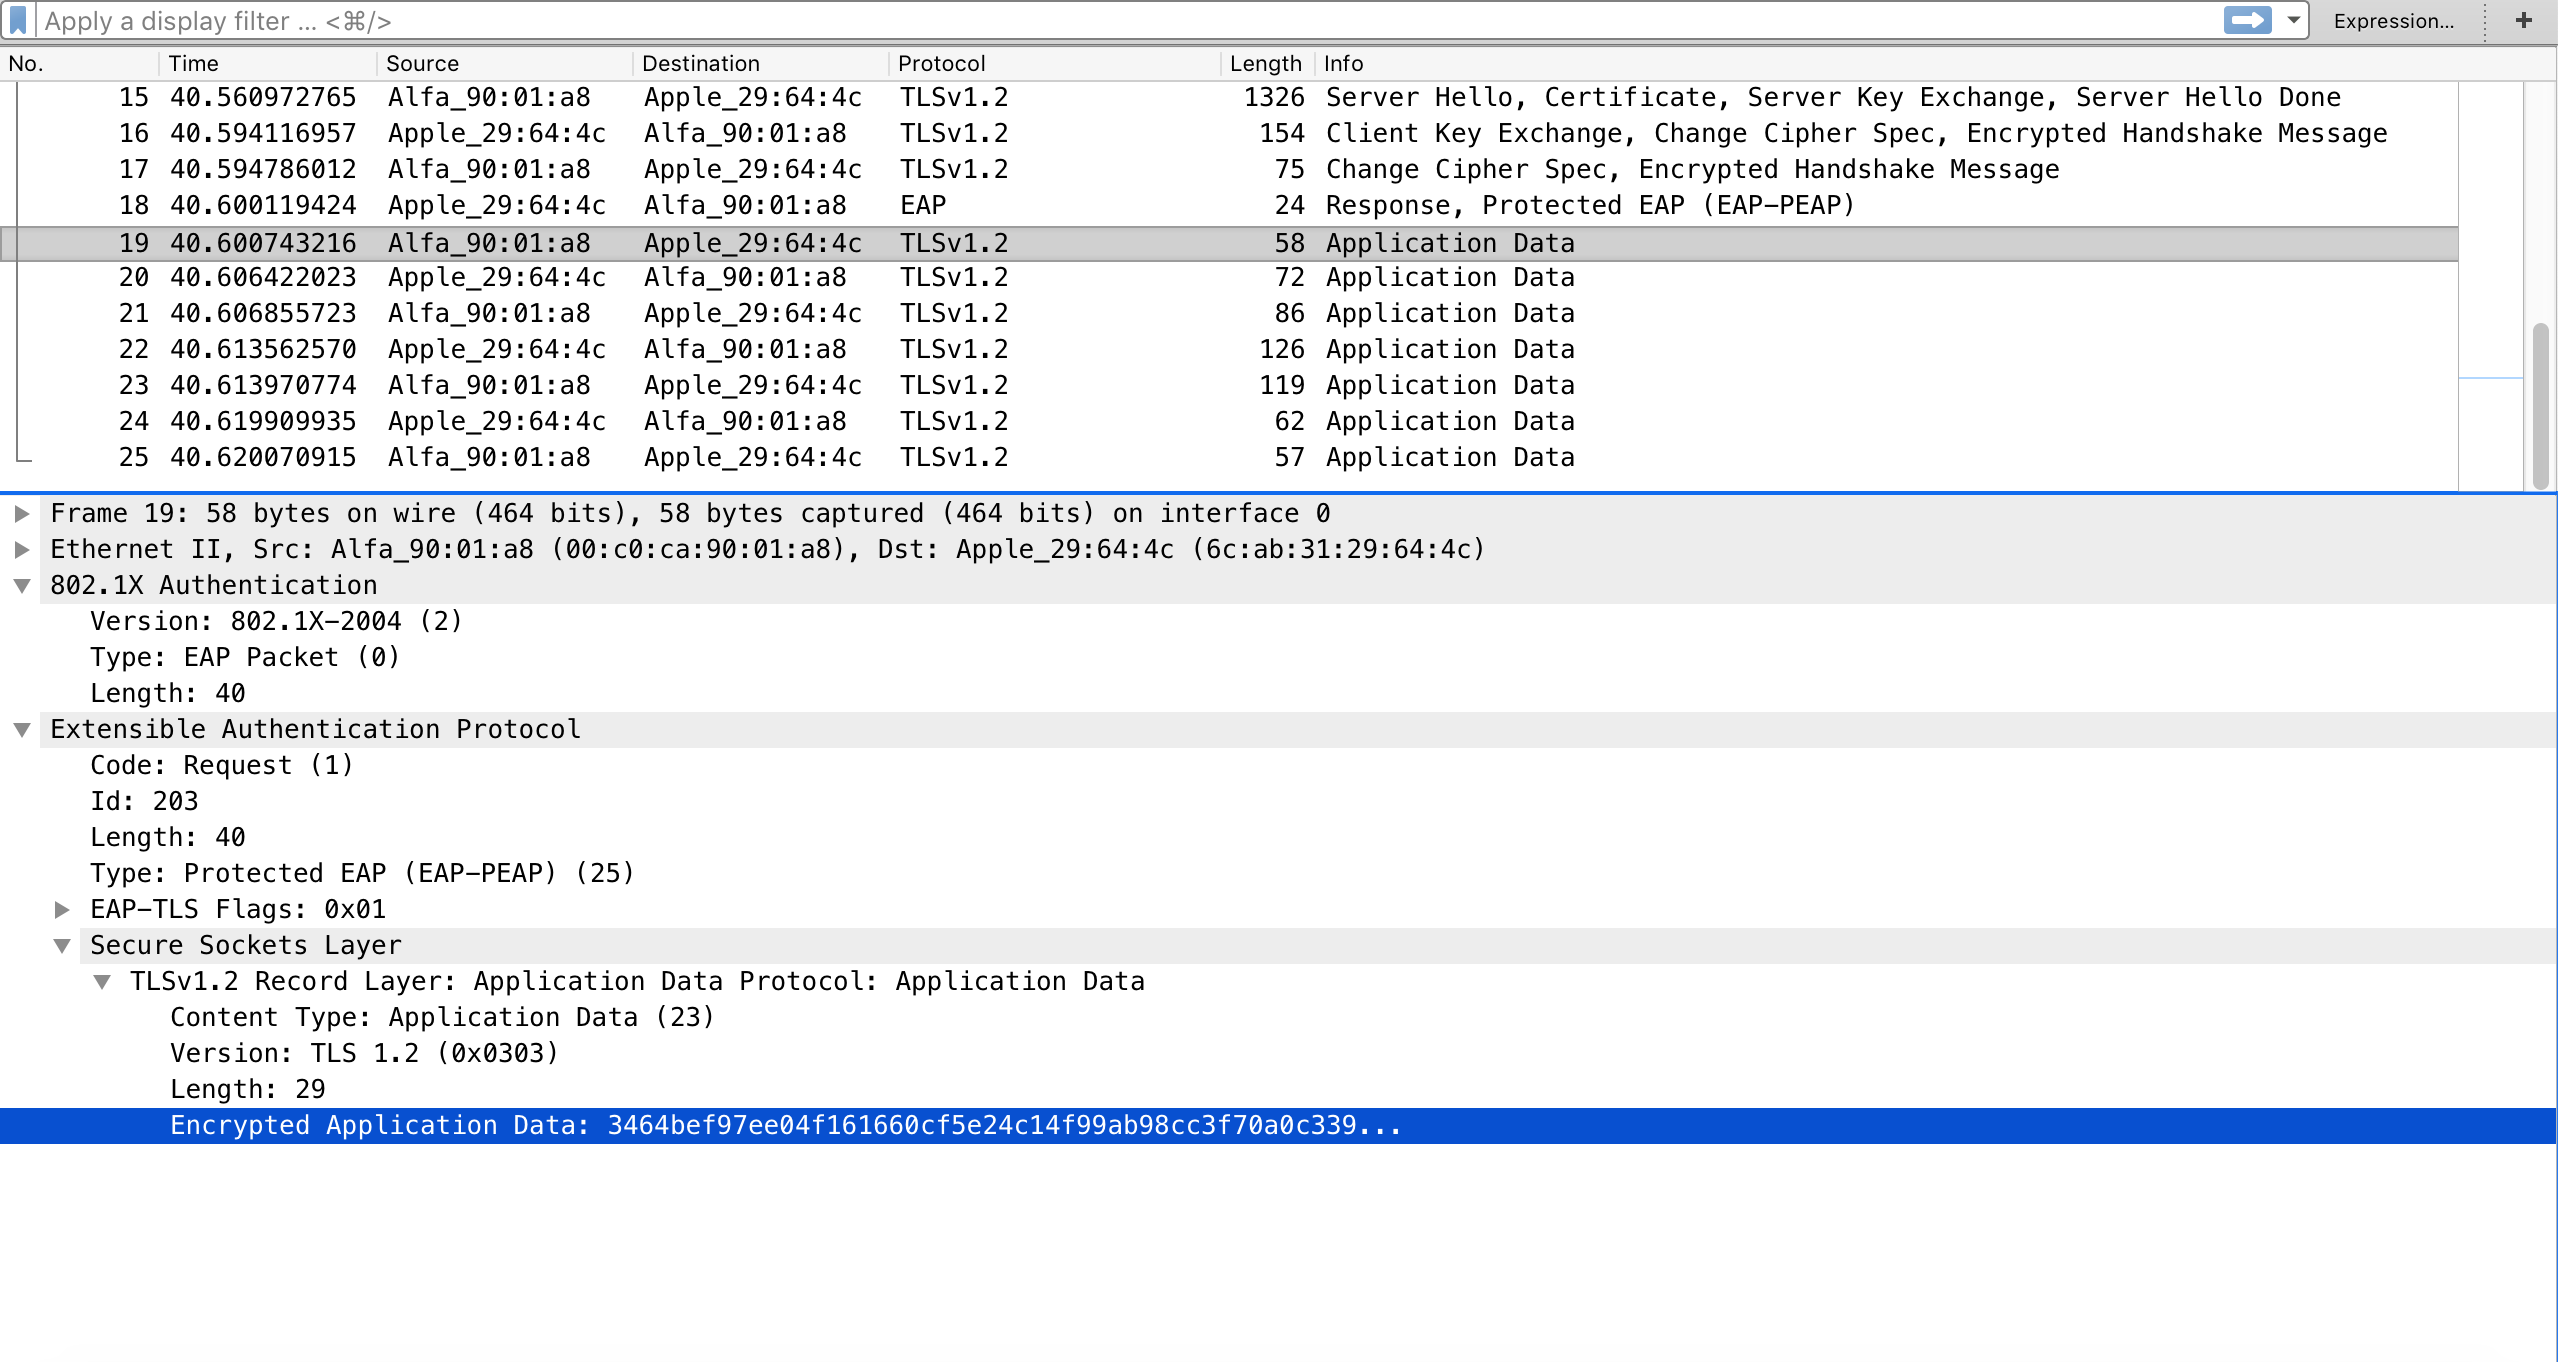 Apply a display filter ... <⌘/>
Expression...
+
No. Time Source Destination Protocol Length Info
15 40.560972765 Alfa_90:01:a8 Apple_29:64:4c TLSv1.2 1326 Server Hello, Certificate, Server Key Exchange, Server Hello Done
16 40.594116957 Apple_29:64:4c Alfa_90:01:a8 TLSv1.2 154 Client Key Exchange, Change Cipher Spec, Encrypted Handshake Message
17 40.594786012 Alfa_90:01:a8 Apple_29:64:4c TLSv1.2 75 Change Cipher Spec, Encrypted Handshake Message
18 40.600119424 Apple_29:64:4c Alfa_90:01:a8 EAP 24 Response, Protected EAP (EAP-PEAP)
19 40.600743216 Alfa_90:01:a8 Apple_29:64:4c TLSv1.2 58 Application Data
20 40.606422023 Apple_29:64:4c Alfa_90:01:a8 TLSv1.2 72 Application Data
21 40.606855723 Alfa_90:01:a8 Apple_29:64:4c TLSv1.2 86 Application Data
22 40.613562570 Apple_29:64:4c Alfa_90:01:a8 TLSv1.2 126 Application Data
23 40.613970774 Alfa_90:01:a8 Apple_29:64:4c TLSv1.2 119 Application Data
24 40.619909935 Apple_29:64:4c Alfa_90:01:a8 TLSv1.2 62 Application Data
25 40.620070915 Alfa_90:01:a8 Apple_29:64:4c TLSv1.2 57 Application Data
Frame 19: 58 bytes on wire (464 bits), 58 bytes captured (464 bits) on interface 0
Ethernet II, Src: Alfa_90:01:a8 (00:c0:ca:90:01:a8), Dst: Apple_29:64:4c (6c:ab:31:29:64:4c)
802.1X Authentication
Version: 802.1X-2004 (2)
Type: EAP Packet (0)
Length: 40
Extensible Authentication Protocol
Code: Request (1)
Id: 203
Length: 40
Type: Protected EAP (EAP-PEAP) (25)
EAP-TLS Flags: 0x01
Secure Sockets Layer
TLSv1.2 Record Layer: Application Data Protocol: Application Data
Content Type: Application Data (23)
Version: TLS 1.2 (0x0303)
Length: 29
Encrypted Application Data: 3464bef97ee04f161660cf5e24c14f99ab98cc3f70a0c339...